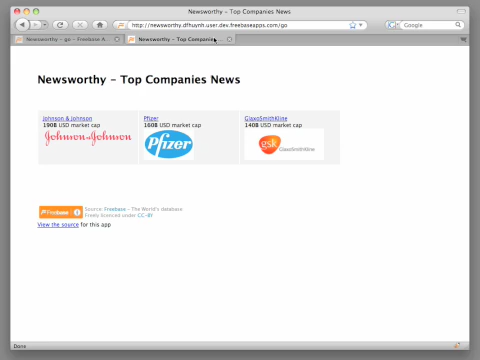 Newsworthy – Top Companies News
http://newsworthy.dfhuynh.user.dev.freebaseapps.com/go
Google
Newsworthy – go – Freebase A...
Newsworthy – Top Companie...
Newsworthy – Top Companies News
Johnson & Johnson
190B USD market cap
Johnson & Johnson
Pfizer
160B USD market cap
Pfizer
GlaxoSmithKline
140B USD market cap
gsk GlaxoSmithKline
Freebase
Source: Freebase – The World's database
Freely licensed under CC-BY
View the source for this app.
Done